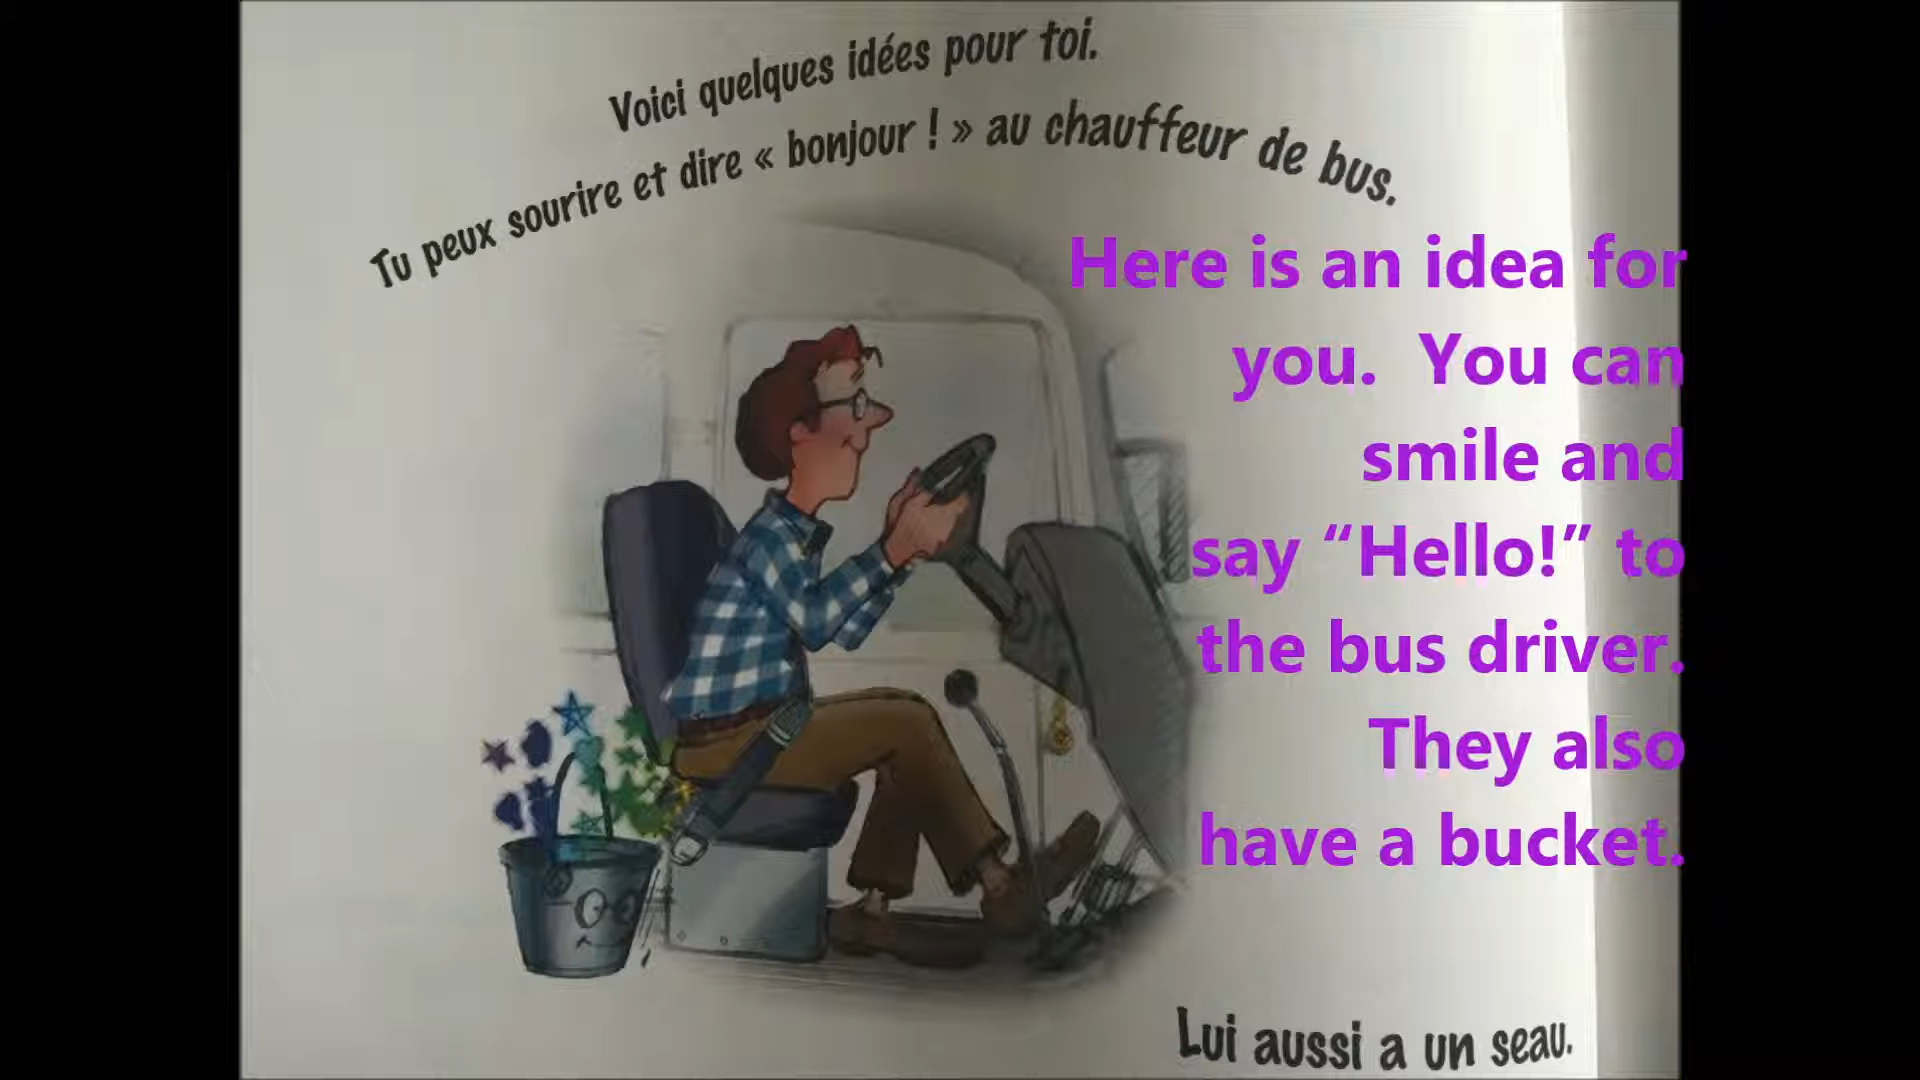 Voici quelques idées pour toi.
Tu peux sourire et dire « bonjour ! » au chauffeur de bus.
Here is an idea for
you. You can
smile and
say “Hello!” to
the bus driver.
They also
have a bucket.
Lui aussi a un seau.